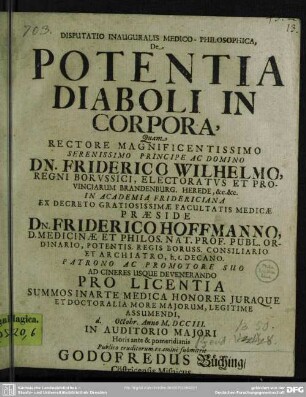 703.
13.
DISPUTATIO INAUGURALIS MEDICO-PHILOSOPHICA,
De
POTENTIA
DIABOLI IN
CORPORA,
Quam
RECTORE MAGNIFICENTISSIMO
SERENISSIMO PRINCIPE AC DOMINO
DN. FRIDERICO WILHELMO,
REGNI BORUSSICI, ELECTORATUS ET PRO-
VINCIARUM BRANDENBURG. HEREDE, &c. &c.
IN ACADEMIA FRIDERICIANA
EX DECRETO GRATIOSISSIMÆ FACULTATIS MEDICÆ
PRÆSIDE
DN. FRIDERICO HOFFMANNO,
D. MEDICINÆ ET PHILOS. NAT. PROF. PUBL. OR-
DINARIO, POTENTIS. REGIS BORUSS. CONSILIARIO
ET ARCHIATRO, h. t. DECANO.
PATRONO AC PROMOTORE SUO
AD CINERES USQUE DEVENERANDO
PRO LICENTIA
SUMMOS IN ARTE MEDICA HONORES JURAQUE
ET DOCTORALIA MORE MAJORUM, LEGITIME
ASSUMENDI,
d. Octobr. Anno M. DCCIII.
IN AUDITORIO MAJORI
Horis ante & pomeridianis
Publico eruditorum examini submittit
GODOFREDUS Büching/